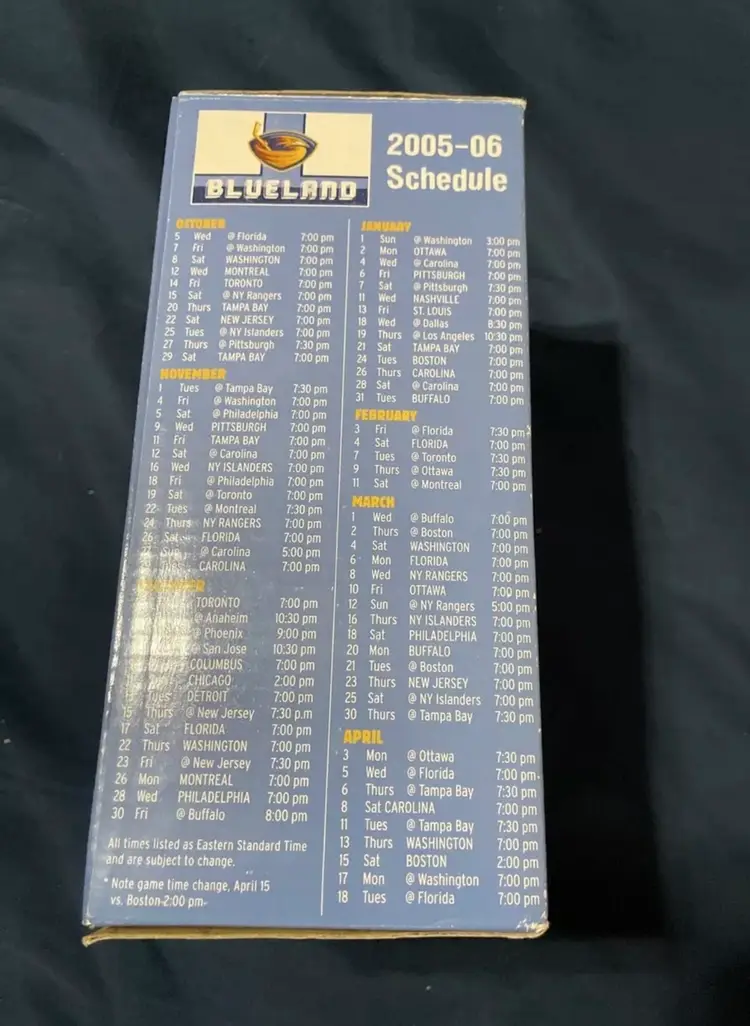 BLUELAND
2005-06
Schedule
OCTOBER
5 Wed @ Florida 7:00 pm
7 Fri @ Washington 7:00 pm
8 Sat WASHINGTON 7:00 pm
12 Wed MONTREAL 7:00 pm
14 Fri TORONTO 7:00 pm
15 Sat @ NY Rangers 7:00 pm
20 Thurs TAMPA BAY 7:00 pm
22 Sat NEW JERSEY 7:00 pm
25 Tues @ NY Islanders 7:00 pm
27 Thurs @ Pittsburgh 7:30 pm
29 Sat TAMPA BAY 7:00 pm
NOVEMBER
1 Tues @ Tampa Bay 7:30 pm
4 Fri @ Washington 7:00 pm
5 Sat @ Philadelphia 7:00 pm
9 Wed PITTSBURGH 7:00 pm
11 Fri TAMPA BAY 7:00 pm
12 Sat @ Carolina 7:00 pm
16 Wed NY ISLANDERS 7:00 pm
18 Fri @ Philadelphia 7:00 pm
19 Sat @ Toronto 7:00 pm
22 Tues @ Montreal 7:30 pm
24 Thurs NY RANGERS 7:00 pm
26 Sat FLORIDA 7:00 pm
Sun @ Carolina 5:00 pm
CAROLINA 7:00 pm
TORONTO 7:00 pm
@ Anaheim 10:30 pm
@ Phoenix 9:00 pm
@ San Jose 10:30 pm
COLUMBUS 7:00 pm
CHICAGO 2:00 pm
Tues DETROIT 7:00 pm
15 Thurs @ New Jersey 7:30 p.m
17 Sat FLORIDA 7:00 pm
22 Thurs WASHINGTON 7:00 pm
23 Fri @ New Jersey 7:30 pm
26 Mon MONTREAL 7:00 pm
28 Wed PHILADELPHIA 7:00 pm
30 Fri @ Buffalo 8:00 pm
All times listed as Eastern Standard Time
and are subject to change.
* Note game time change, April 15
vs. Boston-2:00 pm-
JANUARY
1 Sun @ Washington 3:00 pm
2 Mon OTTAWA 7:00 pm
4 Wed @ Carolina 7:00 pm
6 Fri PITTSBURGH 7:00 pm
7 Sat @ Pittsburgh 7:30 pm
11 Wed NASHVILLE 7:00 pm
13 Fri ST. LOUIS 7:00 pm
18 Wed @ Dallas 8:30 pm
19 Thurs @ Los Angeles 10:30 pm
21 Sat TAMPA BAY 7:00 pm
24 Tues BOSTON 7:00 pm
26 Thurs CAROLINA 7:00 pm
28 Sat @ Carolina 7:00 pm
31 Tues BUFFALO 7:00 pm
FEBRUARY
3 Fri @ Florida 7:30 pm
4 Sat FLORIDA 7:00 pm
7 Tues @ Toronto 7:30 pm
9 Thurs @ Ottawa 7:30 pm
11 Sat @ Montreal 7:00 pm
MARCH
1 Wed @ Buffalo 7:00 pm
2 Thurs @ Boston 7:00 pm
4 Sat WASHINGTON 7:00 pm
6 Mon FLORIDA 7:00 pm
8 Wed NY RANGERS 7:00 pm
10 Fri OTTAWA 7:00 pm
12 Sun @ NY Rangers 5:00 pm
16 Thurs NY ISLANDERS 7:00 pm
18 Sat PHILADELPHIA 7:00 pm
20 Mon BUFFALO 7:00 pm
21 Tues @ Boston 7:00 pm
23 Thurs NEW JERSEY 7:00 pm
25 Sat @ NY Islanders 7:00 pm
30 Thurs @ Tampa Bay 7:30 pm
APRIL
3 Mon @ Ottawa 7:30 pm
5 Wed @ Florida 7:00 pm
6 Thurs @ Tampa Bay 7:30 pm
8 Sat CAROLINA 7:00 pm
11 Tues @ Tampa Bay 7:30 pm
13 Thurs WASHINGTON 7:00 pm
15 Sat BOSTON 2:00 pm
17 Mon @ Washington 7:00 pm
18 Tues @ Florida 7:00 pm